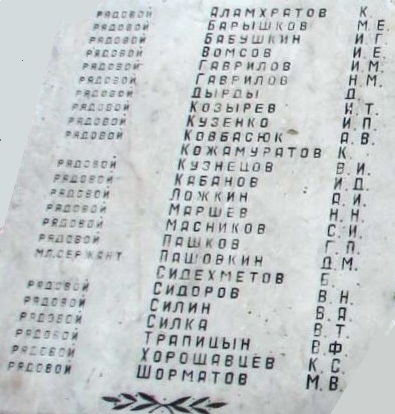 РЯДОВОЙ АЛАМХРАТОВ К.
РЯДОВОЙ БАРЫШКОВ М.Е.
РЯДОВОЙ БАБУШКИН И.Г.
РЯДОВОЙ ВОМСОВ И.Е.
РЯДОВОЙ ГАВРИЛОВ И.М.
РЯДОВОЙ ГАВРИЛОВ Н.М.
РЯДОВОЙ ДЫРДЫ Д.
РЯДОВОЙ КОЗЫРЕВ Т.
РЯДОВОЙ КУЗЕНКО И.П.
РЯДОВОЙ КОВБАСЮК А.В.
КОЖАМУРАТОВ К.
РЯДОВОЙ КУЗНЕЦОВ В.И.
РЯДОВОЙ КАБАНОВ И.Д.
РЯДОВОЙ ЛОЖКИН А.И.
РЯДОВОЙ МАРШЕВ Н.Н.
РЯДОВОЙ МАСНИКОВ С.И.
РЯДОВОЙ ПАШКОВ Г.П.
МЛ.СЕРЖАНТ ПАШОВКИН Д.М.
СИДЕХМЕТОВ Б.
РЯДОВОЙ СИДОРОВ В.Н.
РЯДОВОЙ СИЛИН В.А.
РЯДОВОЙ СИЛКА В.Т.
РЯДОВОЙ ТРАПИЦЫН В.Ф.
РЯДОВОЙ ХОРОШАВЦЕВ К.С.
РЯДОВОЙ ШОРМАТОВ М.В.